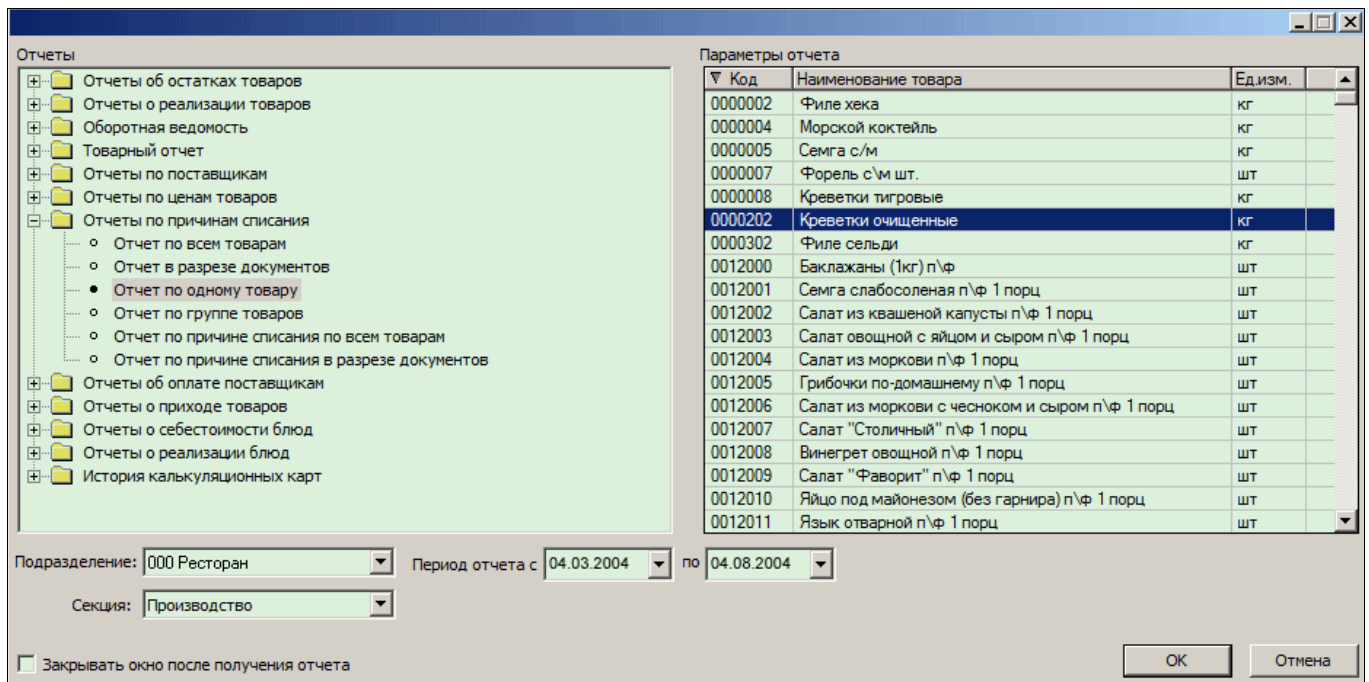 Отчеты
Отчеты об остатках товаров
Отчеты о реализации товаров
Оборотная ведомость
Товарный отчет
Отчеты по поставщикам
Отчеты по ценам товаров
Отчеты по причинам списания
Отчет по всем товарам
Отчет в разрезе документов
Отчет по одному товару
Отчет по группе товаров
Отчет по причине списания по всем товарам
Отчет по причине списания в разрезе документов
Отчеты об оплате поставщикам
Отчеты о приходе товаров
Отчеты о себестоимости блюд
Отчеты о реализации блюд
История калькуляционных карт
Параметры отчета
Код Наименование товара Ед.изм.
0000002 Филе хека кг
0000004 Морской коктейль кг
0000005 Семга с/м кг
0000007 Форель с\м шт. шт
0000008 Креветки тигровые кг
0000202 Креветки очищенные кг
0000302 Филе сельди кг
0012000 Баклажаны (1кг) п\ф шт
0012001 Семга слабосоленая п\ф 1 порц шт
0012002 Салат из квашеной капусты п\ф 1 порц шт
0012003 Салат овощной с яйцом и сыром п\ф 1 порц шт
0012004 Салат из моркови п\ф 1 порц шт
0012005 Грибочки по-домашнему п\ф 1 порц шт
0012006 Салат из моркови с чесноком и сыром п\ф 1 порц шт
0012007 Салат "Столичный" п\ф 1 порц шт
0012008 Винегрет овощной п\ф 1 порц шт
0012009 Салат "Фаворит" п\ф 1 порц шт
0012010 Яйцо под майонезом (без гарнира) п\ф 1 порц шт
0012011 Язык отварной п\ф 1 порц шт
Подразделение: 000 Ресторан Период отчета с 04.03.2004 по 04.08.2004
Секция: Производство
Закрывать окно после получения отчета
OK Отмена